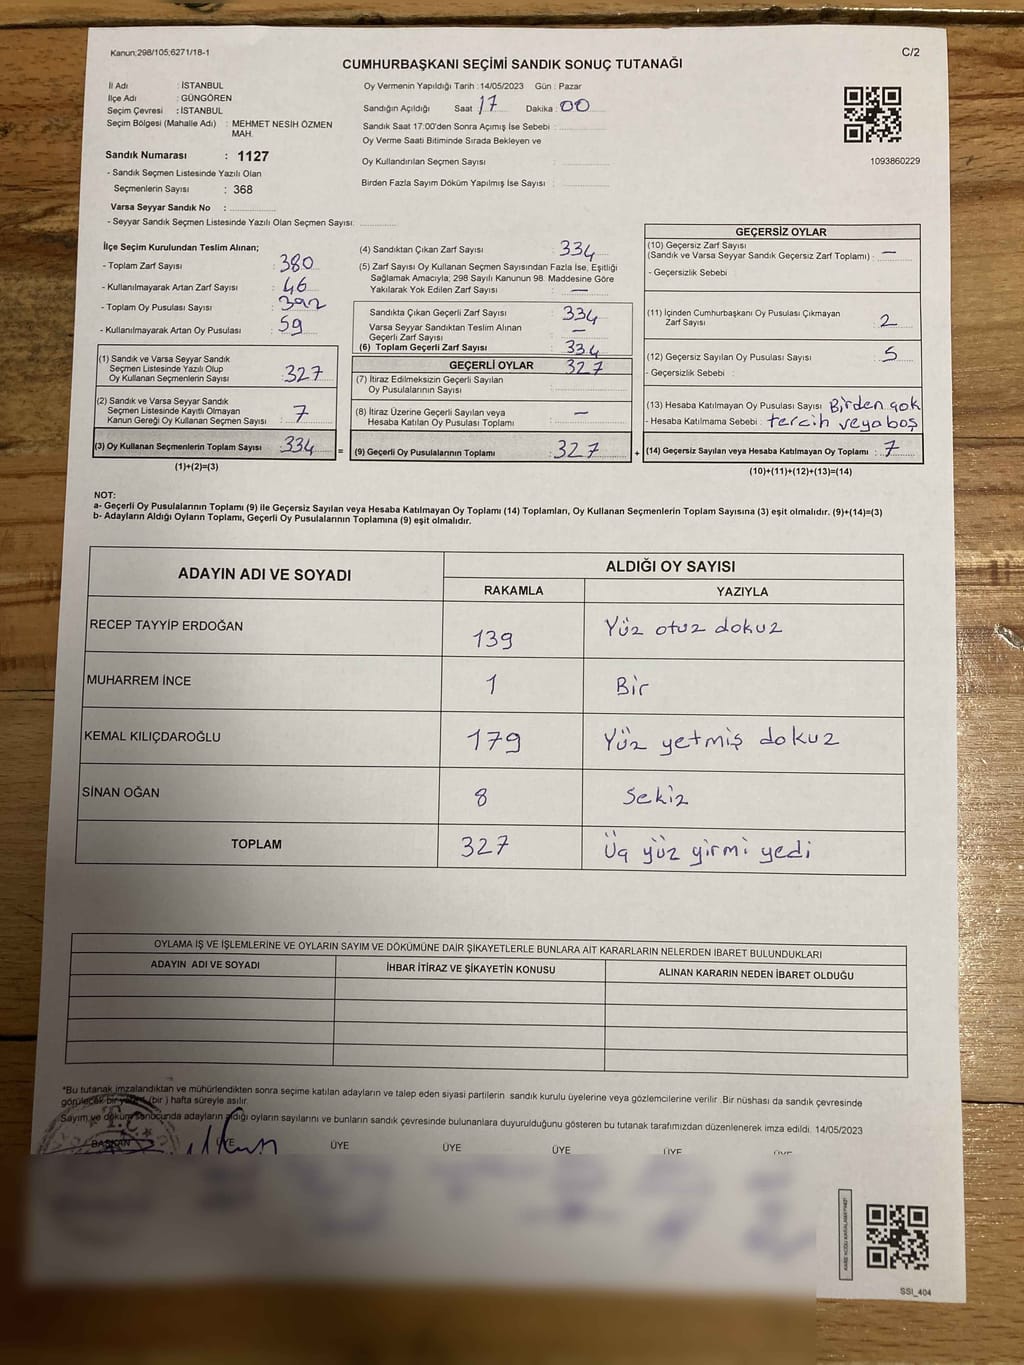 Kanun;298/105;6271/18-1
C/2
CUMHURBAŞKANI SEÇİMİ SANDIK SONUÇ TUTANAĞI
İl Adı : İSTANBUL
İlçe Adı : GÜNGÖREN
Seçim Çevresi : İSTANBUL
Seçim Bölgesi (Mahalle Adı) : MEHMET NESİH ÖZMEN
MAH.
Sandık Numarası : 1127
- Sandık Seçmen Listesinde Yazılı Olan
Seçmenlerin Sayısı : 368
Varsa Seyyar Sandık No :
- Seyyar Sandık Seçmen Listesinde Yazılı Olan Seçmen Sayısı:
Oy Vermenin Yapıldığı Tarih : 14/05/2023 Gün : Pazar
Sandığın Açıldığı Saat 17 Dakika : 00
Sandık Saat 17:00'den Sonra Açımış İse Sebebi :
Oy Verme Saati Bitiminde Sırada Bekleyen ve
Oy Kullandırılan Seçmen Sayısı :
Birden Fazla Sayım Döküm Yapılmış İse Sayısı :
1093860229
İlçe Seçim Kurulundan Teslim Alınan;
- Toplam Zarf Sayısı : 380
- Kullanılmayarak Artan Zarf Sayısı : 46
- Toplam Oy Pusulası Sayısı : 392
- Kullanılmayarak Artan Oy Pusulası : 59
(1) Sandık ve Varsa Seyyar Sandık
Seçmen Listesinde Yazılı Olup
Oy Kullanan Seçmenlerin Sayısı : 327
(2) Sandık ve Varsa Seyyar Sandık
Seçmen Listesinde Kayıtlı Olmayan
Kanun Gereği Oy Kullanan Seçmen Sayısı : 7
(3) Oy Kullanan Seçmenlerin Toplam Sayısı : 334
(1)+(2)=(3)
(4) Sandıktan Çıkan Zarf Sayısı : 334
(5) Zarf Sayısı Oy Kullanan Seçmen Sayısından Fazla İse, Eşitliği
Sağlamak Amacıyla; 298 Sayılı Kanunun 98. Maddesine Göre
Yakılarak Yok Edilen Zarf Sayısı : —
Sandıkta Çıkan Geçerli Zarf Sayısı : 334
Varsa Seyyar Sandıktan Teslim Alınan
Geçerli Zarf Sayısı : —
(6) Toplam Geçerli Zarf Sayısı : 334
GEÇERLİ OYLAR 327
(7) İtiraz Edilmeksizin Geçerli Sayılan
Oy Pusulalarının Sayısı :
(8) İtiraz Üzerine Geçerli Sayılan veya
Hesaba Katılan Oy Pusulası Toplamı : —
= (9) Geçerli Oy Pusulalarının Toplamı : 327 +
GEÇERSİZ OYLAR
(10) Geçersiz Zarf Sayısı
(Sandık ve Varsa Seyyar Sandık Geçersiz Zarf Toplamı) : —
- Geçersizlik Sebebi :
(11) İçinden Cumhurbaşkanı Oy Pusulası Çıkmayan
Zarf Sayısı : 2
(12) Geçersiz Sayılan Oy Pusulası Sayısı : 5
- Geçersizlik Sebebi :
(13) Hesaba Katılmayan Oy Pusulası Sayısı : Birden çok
- Hesaba Katılmama Sebebi : tercih veya boş
(14) Geçersiz Sayılan veya Hesaba Katılmayan Oy Toplamı : 7
(10)+(11)+(12)+(13)=(14)
NOT:
a- Geçerli Oy Pusulalarının Toplamı (9) ile Geçersiz Sayılan veya Hesaba Katılmayan Oy Toplamı (14) Toplamları, Oy Kullanan Seçmenlerin Toplam Sayısına (3) eşit olmalıdır. (9)+(14)=(3)
b- Adayların Aldığı Oyların Toplamı, Geçerli Oy Pusulalarının Toplamına (9) eşit olmalıdır.
ADAYIN ADI VE SOYADI ALDIĞI OY SAYISI
RAKAMLA YAZIYLA
RECEP TAYYİP ERDOĞAN 139 Yüz otuz dokuz
MUHARREM İNCE 1 Bir
KEMAL KILIÇDAROĞLU 179 Yüz yetmiş dokuz
SİNAN OĞAN 8 Sekiz
TOPLAM 327 Üç yüz yirmi yedi
OYLAMA İŞ VE İŞLEMLERİNE VE OYLARIN SAYIM VE DÖKÜMÜNE DAİR ŞİKAYETLERLE BUNLARA AİT KARARLARIN NELERDEN İBARET BULUNDUKLARI
ADAYIN ADI VE SOYADI İHBAR İTİRAZ VE ŞİKAYETİN KONUSU ALINAN KARARIN NEDEN İBARET OLDUĞU
*Bu tutanak imzalandıktan ve mühürlendikten sonra seçime katılan adayların ve talep eden siyasi partilerin sandık kurulu üyelerine veya gözlemcilerine verilir. Bir nüshası da sandık çevresinde
görülecek bir yere (bir) hafta süreyle asılır.
Sayım ve döküm sonucunda adayların aldığı oyların sayılarını ve bunların sandık çevresinde bulunanlara duyurulduğunu gösteren bu tutanak tarafımızdan düzenlenerek imza edildi. 14/05/2023
T.C.
BAŞKAN ÜYE ÜYE ÜYE ÜYE ÜYE ÜYE
SSI_404